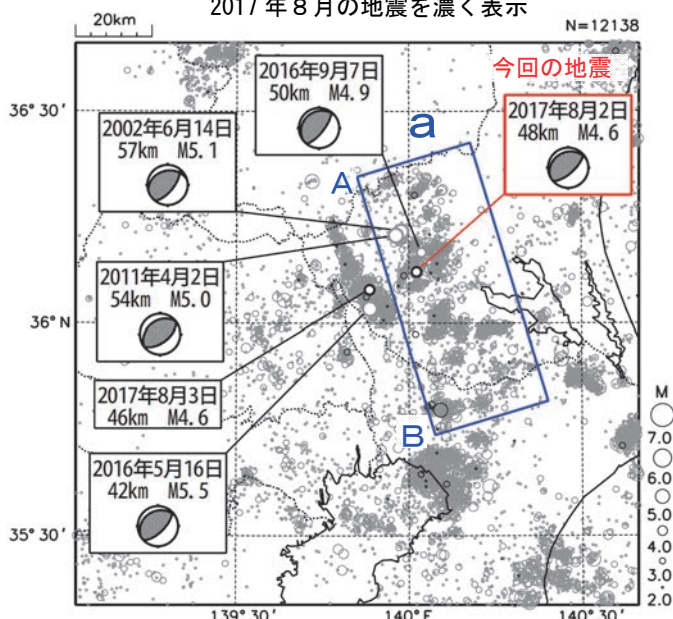 2017年８月の地震を濃く表示
20km
N=12138
今回の地震
36°30′
2016年9月7日
50km M4.9
a
2017年8月2日
48km M4.6
2002年6月14日
57km M5.1
A
2011年4月2日
54km M5.0
36°N
2017年8月3日
46km M4.6
B
2016年5月16日
42km M5.5
M
7.0
6.0
5.0
4.0
3.0
2.0
35°30′
139°30′
140°E
140°30′